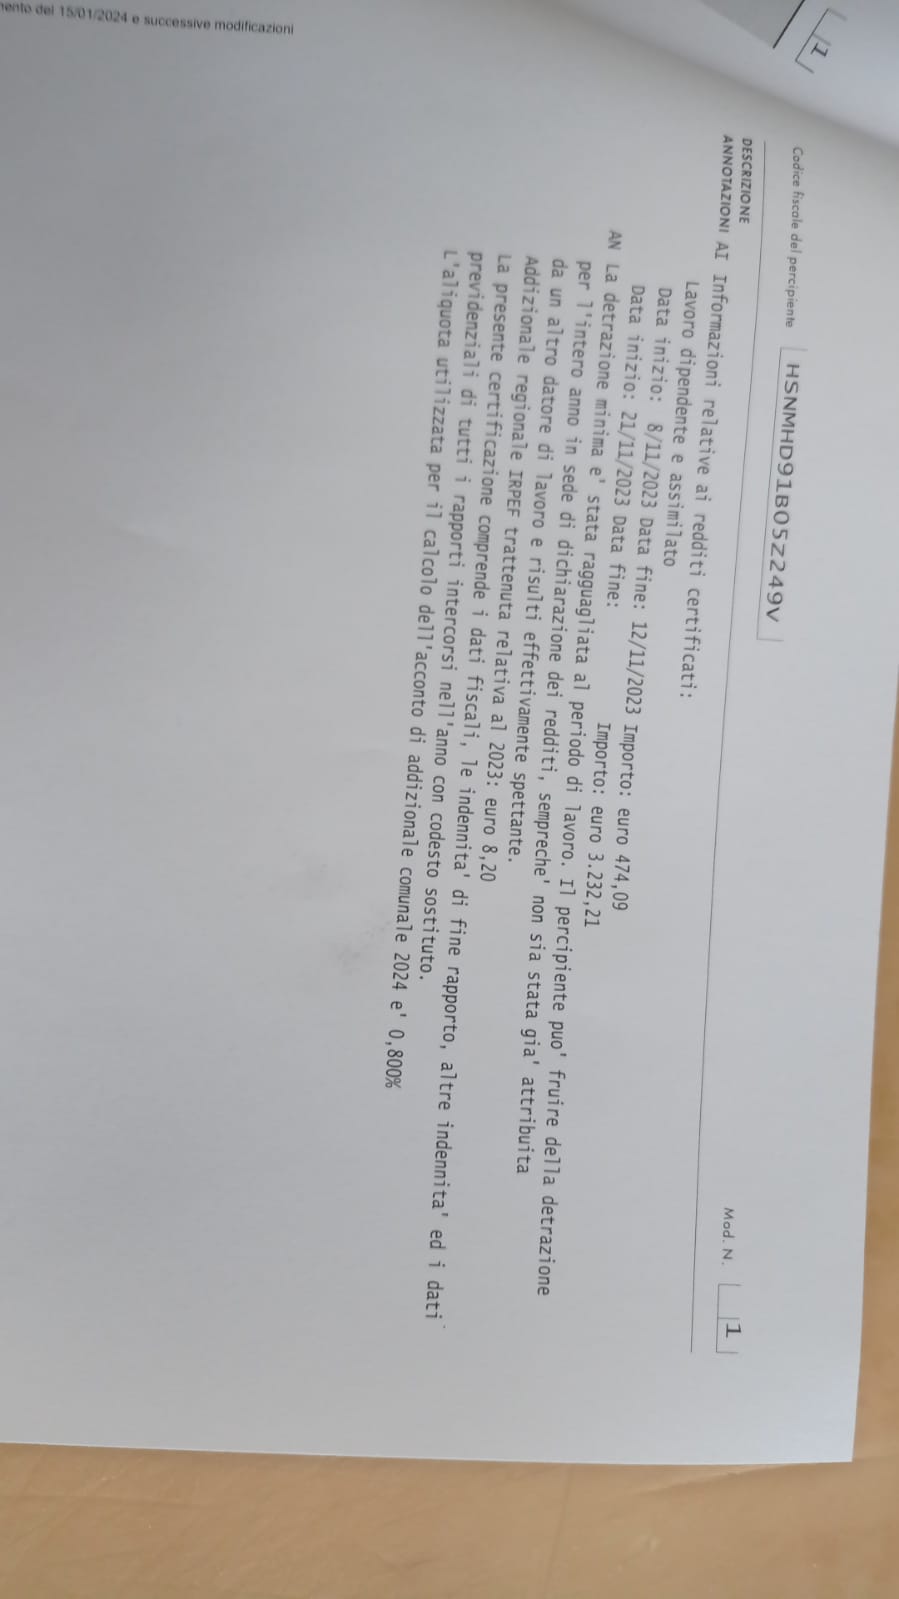 mento del 15/01/2024 e successive modificazioni
1
Codice fiscale del percipiente HSNMHD91B05Z249V
Mod. N. 1
DESCRIZIONE
ANNOTAZIONI AI Informazioni relative ai redditi certificati:
Lavoro dipendente e assimilato
Data inizio: 8/11/2023 Data fine: 12/11/2023 Importo: euro 474,09
Data inizio: 21/11/2023 Data fine: Importo: euro 3.232,21
AN La detrazione minima e' stata ragguagliata al periodo di lavoro. Il percipiente puo' fruire della detrazione
per l'intero anno in sede di dichiarazione dei redditi, sempreche' non sia stata gia' attribuita
da un altro datore di lavoro e risulti effettivamente spettante.
Addizionale regionale IRPEF trattenuta relativa al 2023: euro 8,20
La presente certificazione comprende i dati fiscali, le indennita' di fine rapporto, altre indennita' ed i dati
previdenziali di tutti i rapporti intercorsi nell'anno con codesto sostituto.
L'aliquota utilizzata per il calcolo dell'acconto di addizionale comunale 2024 e' 0,800%